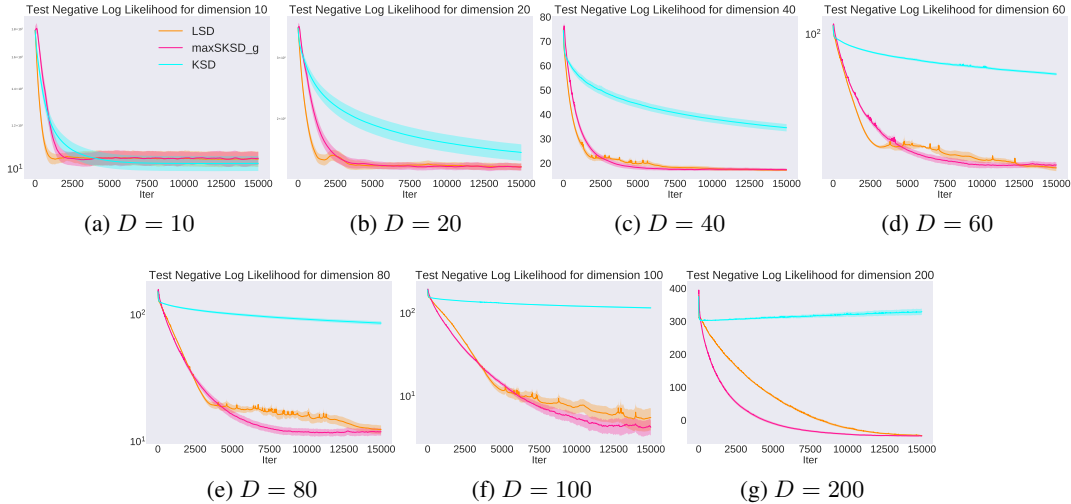 Test Negative Log Likelihood for dimension 10
LSD
maxSKSD_g
KSD
10¹
0 2500 5000 7500 10000 12500 15000
Iter
(a) D = 10
Test Negative Log Likelihood for dimension 20
0 2500 5000 7500 10000 12500 15000
Iter
(b) D = 20
Test Negative Log Likelihood for dimension 40
80
70
60
50
40
30
20
0 2500 5000 7500 10000 12500 15000
Iter
(c) D = 40
Test Negative Log Likelihood for dimension 60
10²
0 2500 5000 7500 10000 12500 15000
Iter
(d) D = 60
Test Negative Log Likelihood for dimension 80
10²
10¹
0 2500 5000 7500 10000 12500 15000
Iter
(e) D = 80
Test Negative Log Likelihood for dimension 100
10²
10¹
0 2500 5000 7500 10000 12500 15000
Iter
(f) D = 100
Test Negative Log Likelihood for dimension 200
400
300
200
100
0
0 2500 5000 7500 10000 12500 15000
Iter
(g) D = 200